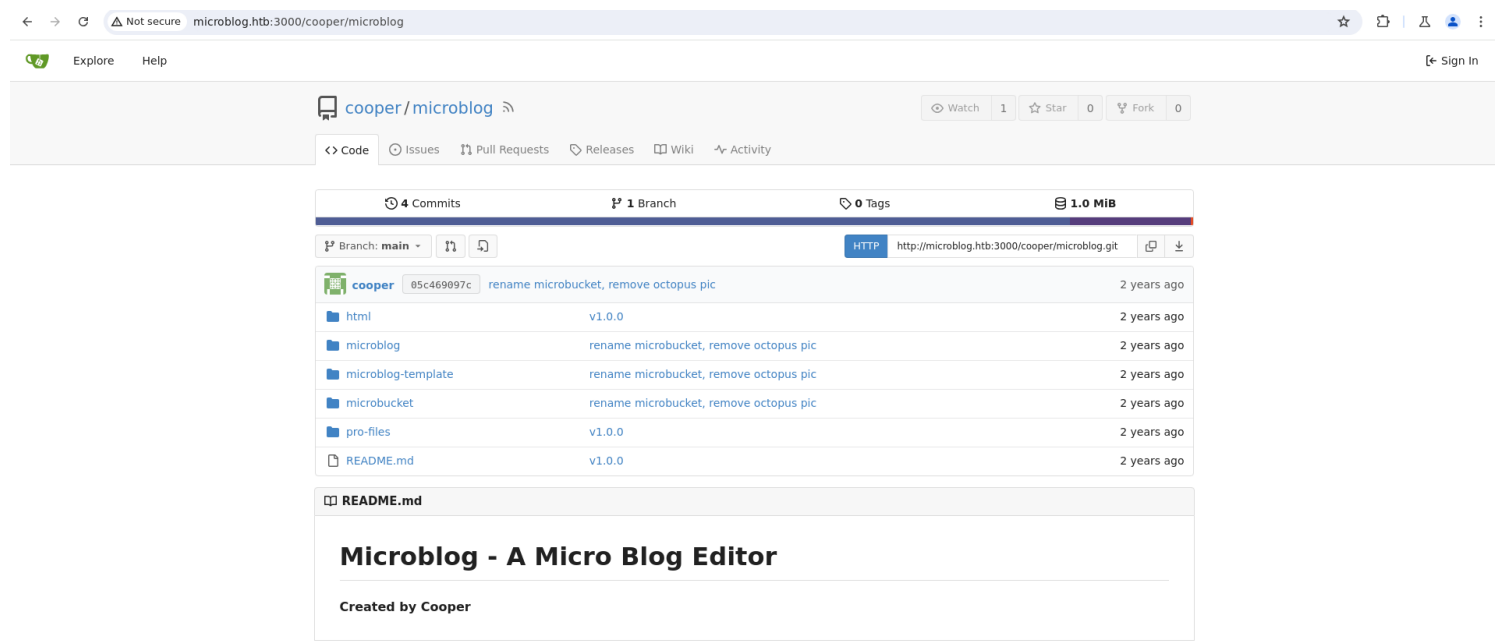 Not secure microblog.htb:3000/cooper/microblog
Explore Help Sign In
cooper/microblog Watch 1 Star 0 Fork 0
Code Issues Pull Requests Releases Wiki Activity
4 Commits 1 Branch 0 Tags 1.0 MiB
Branch: main HTTP http://microblog.htb:3000/cooper/microblog.git
cooper 05c469097c rename microbucket, remove octopus pic 2 years ago
html v1.0.0 2 years ago
microblog rename microbucket, remove octopus pic 2 years ago
microblog-template rename microbucket, remove octopus pic 2 years ago
microbucket rename microbucket, remove octopus pic 2 years ago
pro-files v1.0.0 2 years ago
README.md v1.0.0 2 years ago
README.md
Microblog - A Micro Blog Editor
Created by Cooper